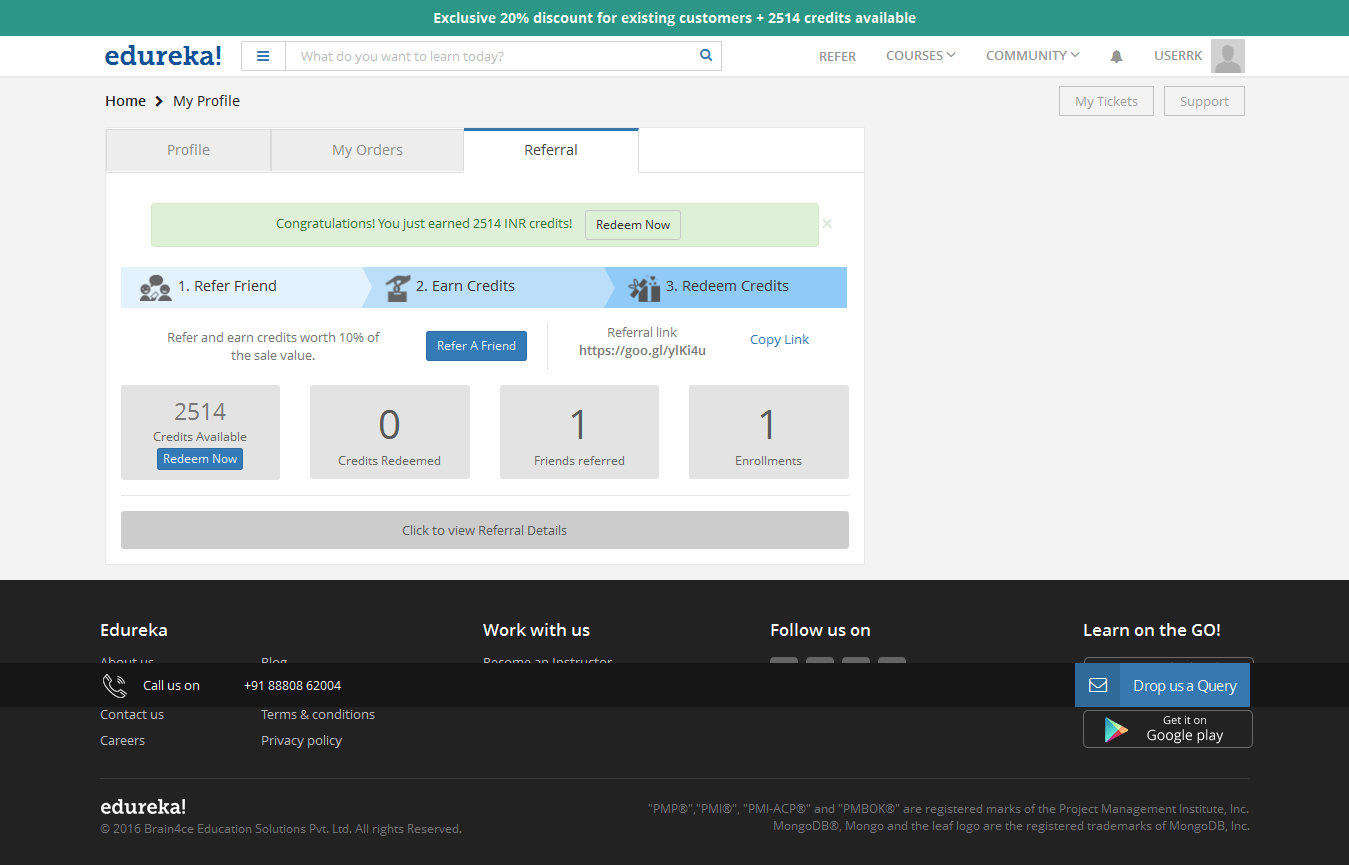 Exclusive 20% discount for existing customers + 2514 credits available
edureka!
What do you want to learn today?
REFER
COURSES
COMMUNITY
USERRK
Home
My Profile
My Tickets
Support
Profile
My Orders
Referral
Congratulations! You just earned 2514 INR credits!
Redeem Now
×
1. Refer Friend
2. Earn Credits
3. Redeem Credits
Refer and earn credits worth 10% of
the sale value.
Refer A Friend
Referral link
https://goo.gl/ylKi4u
Copy Link
2514
Credits Available
Redeem Now
0
Credits Redeemed
1
Friends referred
1
Enrollments
Click to view Referral Details
Edureka
Work with us
Follow us on
Learn on the GO!
About us
Blog
Become an Instructor
Call us on
+91 88808 62004
Drop us a Query
Contact us
Terms & conditions
Careers
Privacy policy
Get it on
Google play
edureka!
© 2016 Brain4ce Education Solutions Pvt. Ltd. All rights Reserved.
"PMP®","PMI®", "PMI-ACP®" and "PMBOK®" are registered marks of the Project Management Institute, Inc.
MongoDB®, Mongo and the leaf logo are the registered trademarks of MongoDB, Inc.